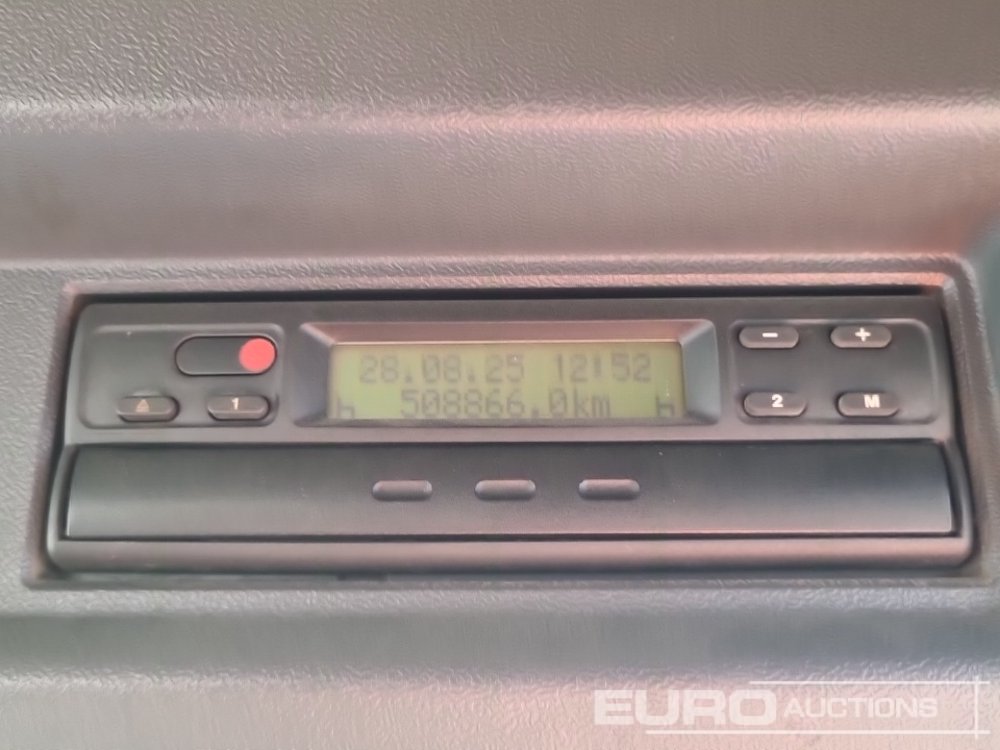 28.08.25 12:52
h 508866.0km h
- +
1 2 M
EURO AUCTIONS